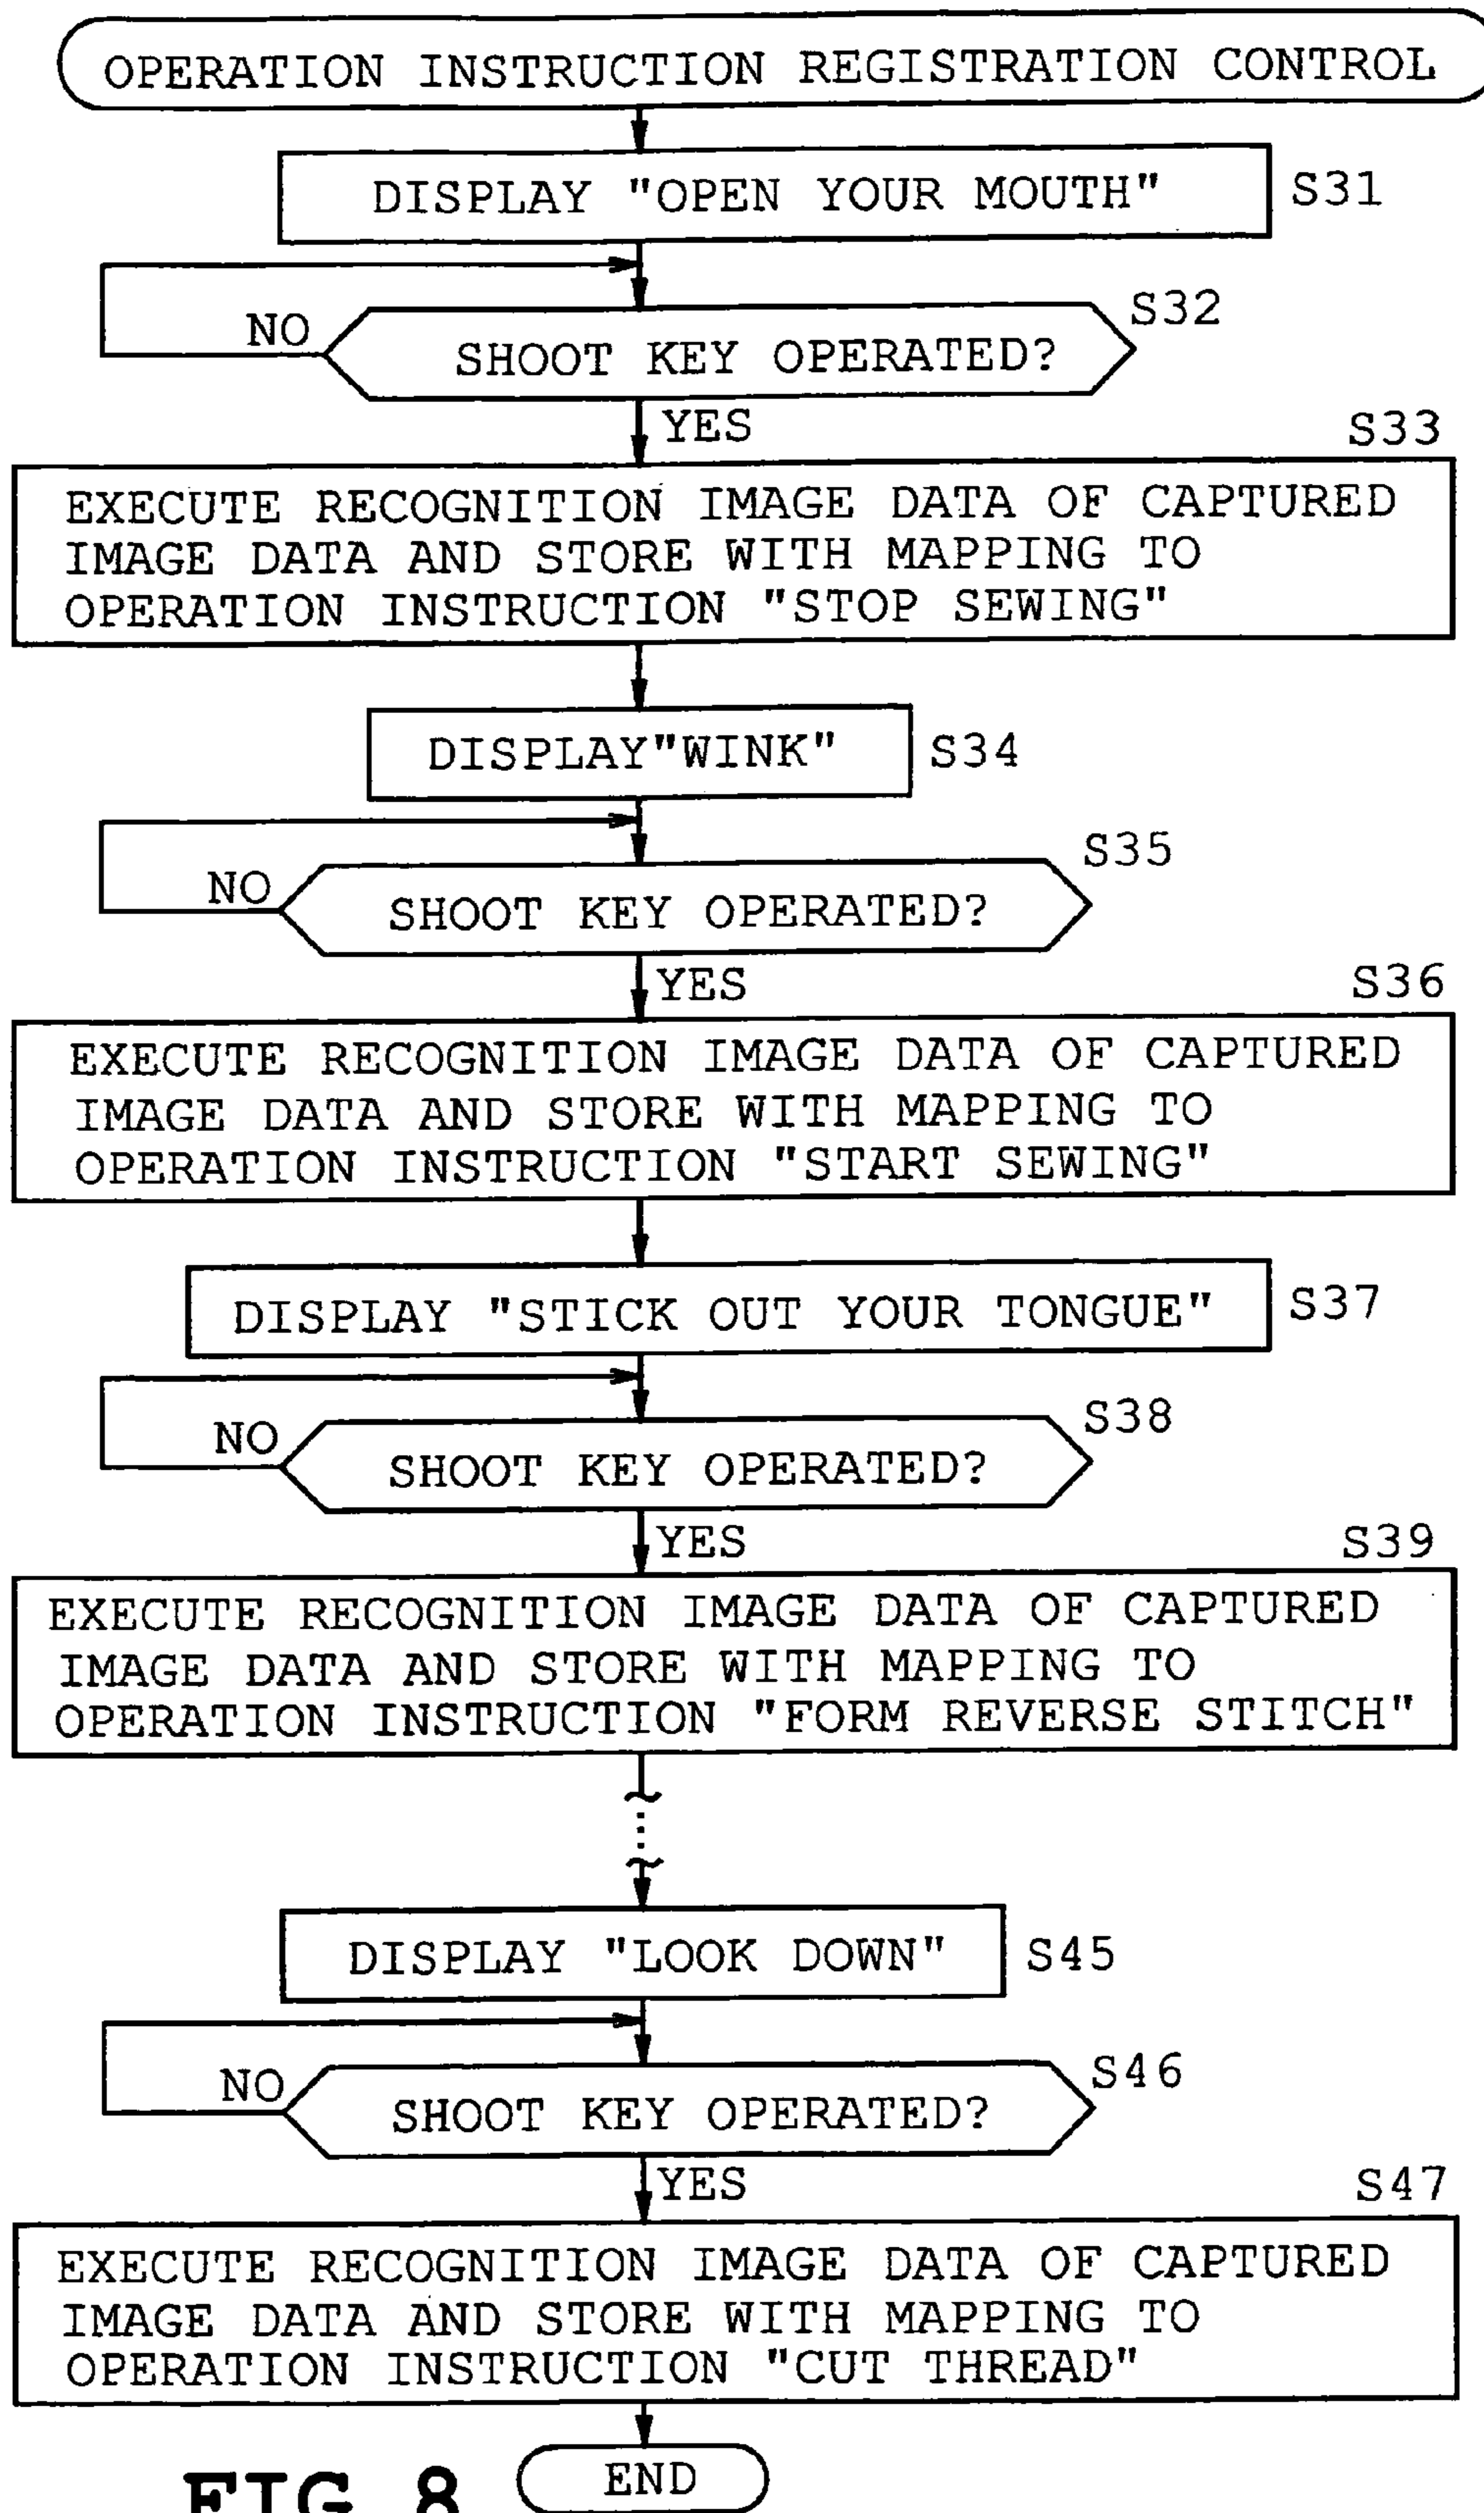 OPERATION INSTRUCTION REGISTRATION CONTROL
DISPLAY "OPEN YOUR MOUTH"
S31
S32
NO
SHOOT KEY OPERATED?
YES
S33
EXECUTE RECOGNITION IMAGE DATA OF CAPTURED
IMAGE DATA AND STORE WITH MAPPING TO
OPERATION INSTRUCTION "STOP SEWING"
DISPLAY"WINK"
S34
S35
NO
SHOOT KEY OPERATED?
YES
S36
EXECUTE RECOGNITION IMAGE DATA OF CAPTURED
IMAGE DATA AND STORE WITH MAPPING TO
OPERATION INSTRUCTION "START SEWING"
DISPLAY "STICK OUT YOUR TONGUE"
S37
S38
NO
SHOOT KEY OPERATED?
YES
S39
EXECUTE RECOGNITION IMAGE DATA OF CAPTURED
IMAGE DATA AND STORE WITH MAPPING TO
OPERATION INSTRUCTION "FORM REVERSE STITCH"
DISPLAY "LOOK DOWN"
S45
S46
NO
SHOOT KEY OPERATED?
YES
S47
EXECUTE RECOGNITION IMAGE DATA OF CAPTURED
IMAGE DATA AND STORE WITH MAPPING TO
OPERATION INSTRUCTION "CUT THREAD"
END
FIG. 8